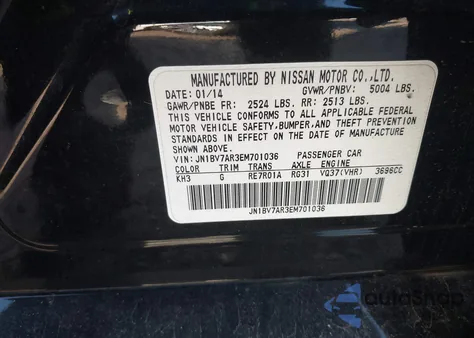 MANUFACTURED BY NISSAN MOTOR CO.,LTD.
DATE: 01/14 GVWR/PNBV: 5004 LBS.
GAWR/PNBE FR: 2524 LBS. RR: 2513 LBS.
THIS VEHICLE CONFORMS TO ALL APPLICABLE FEDERAL
MOTOR VEHICLE SAFETY, BUMPER, AND THEFT PREVENTION
STANDARDS IN EFFECT ON THE DATE OF MANUFACTURE
SHOWN ABOVE.
VIN: JN1BV7AR3EM701036 PASSENGER CAR
COLOR TRIM TRANS AXLE ENGINE
KH3 G RE7R01A RG31 VQ37(VHR) 3696CC
JN1BV7AR3EM701036
autoSnap